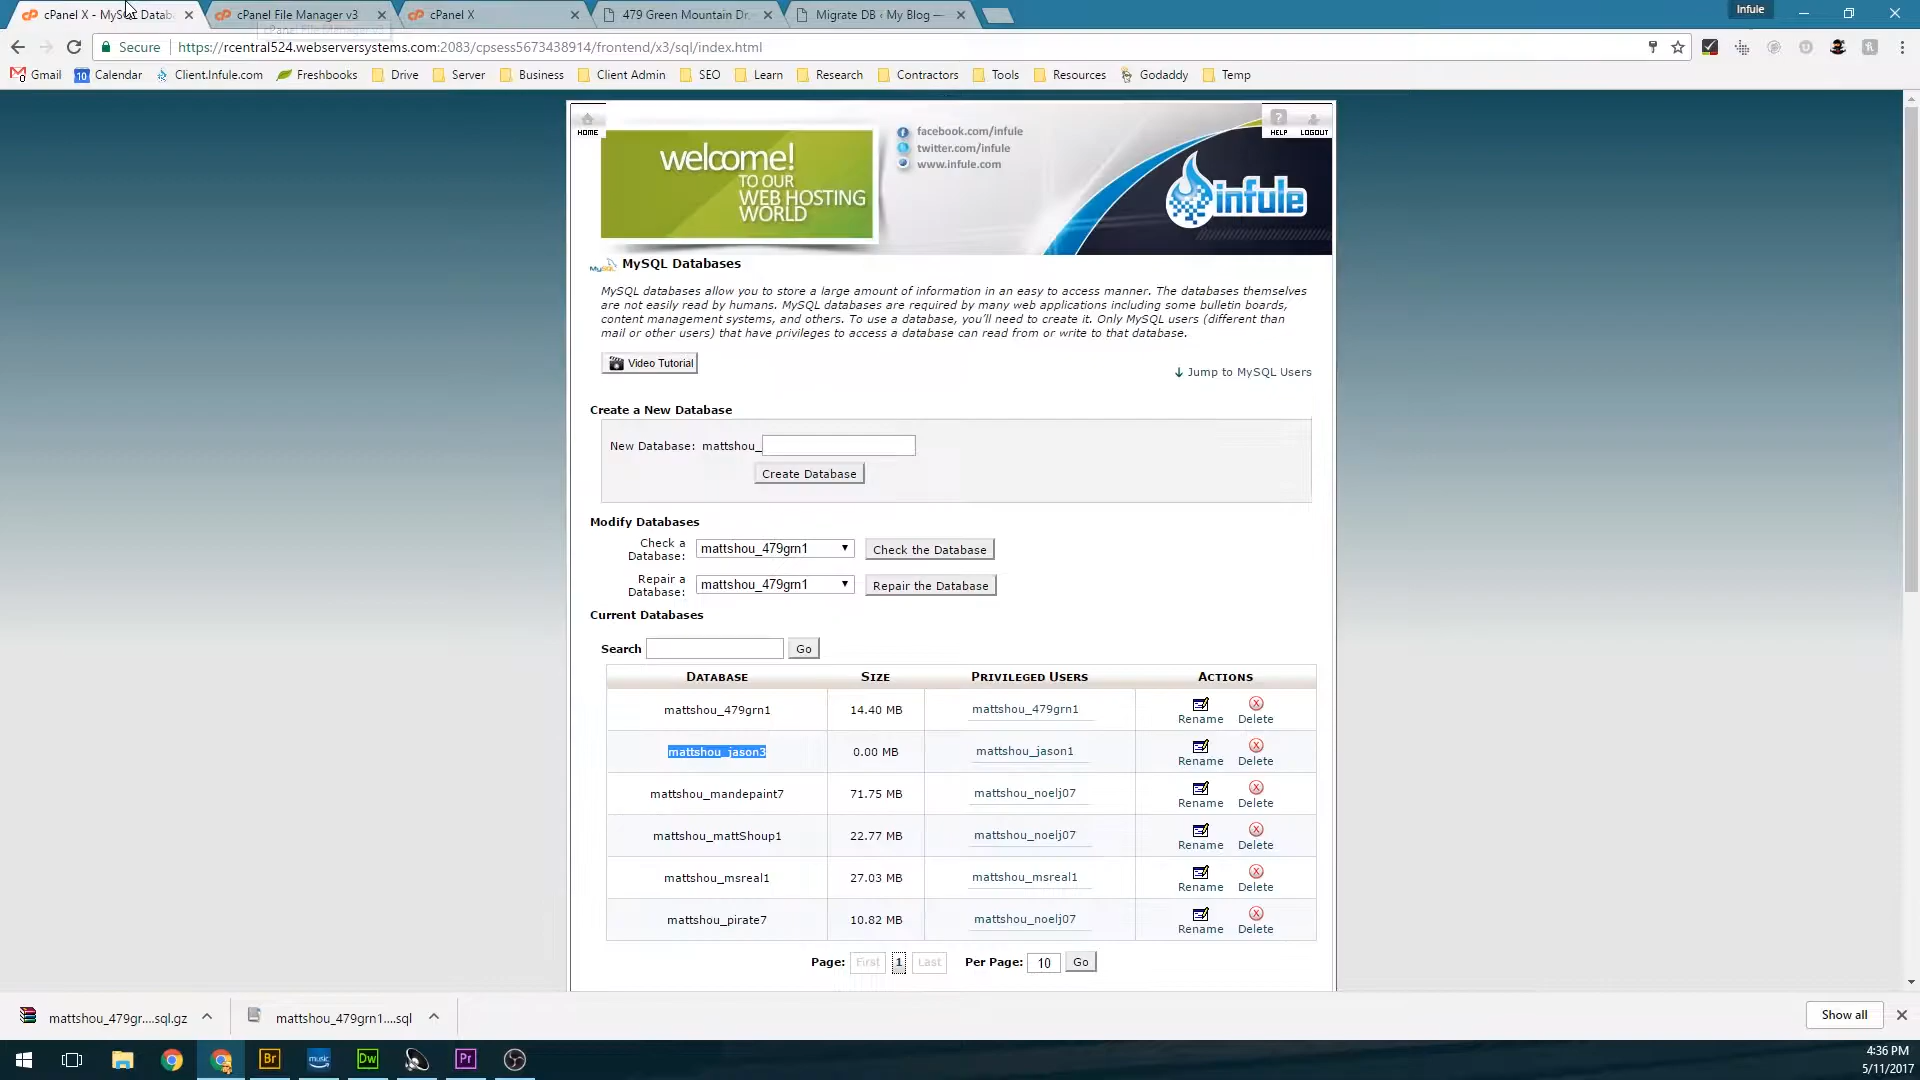 cPanel X - MySQL Datab
cPanel File Manager v3
cPanel X
479 Green Mountain Dr
Migrate DB ‹ My Blog —
Infule
Secure
https://rcentral524.webserversystems.com:2083/cpsess5673438914/frontend/x3/sql/index.html
Gmail
10 Calendar
Client.Infule.com
Freshbooks
Drive
Server
Business
Client Admin
SEO
Learn
Research
Contractors
Tools
Resources
Godaddy
Temp
HOME
welcome!
TO OUR
WEB HOSTING
WORLD
facebook.com/infule
twitter.com/infule
www.infule.com
? HELP
LOGOUT
infule
MySQL Databases
MySQL databases allow you to store a large amount of information in an easy to access manner. The databases themselves
are not easily read by humans. MySQL databases are required by many web applications including some bulletin boards,
content management systems, and others. To use a database, you'll need to create it. Only MySQL users (different than
mail or other users) that have privileges to access a database can read from or write to that database.
Video Tutorial
Jump to MySQL Users
Create a New Database
New Database: mattshou_
Create Database
Modify Databases
Check a
Database:
mattshou_479grn1
Check the Database
Repair a
Database:
mattshou_479grn1
Repair the Database
Current Databases
Search
Go
DATABASE SIZE PRIVILEGED USERS ACTIONS
mattshou_479grn1 14.40 MB mattshou_479grn1 Rename Delete
mattshou_jason3 0.00 MB mattshou_jason1 Rename Delete
mattshou_mandepaint7 71.75 MB mattshou_noelj07 Rename Delete
mattshou_mattShoup1 22.77 MB mattshou_noelj07 Rename Delete
mattshou_msreal1 27.03 MB mattshou_msreal1 Rename Delete
mattshou_pirate7 10.82 MB mattshou_noelj07 Rename Delete
Page: First 1 Last Per Page: 10 Go
mattshou_479gr....sql.gz
mattshou_479grn1....sql
Show all
Br
music
Dw
Pr
4:36 PM
5/11/2017